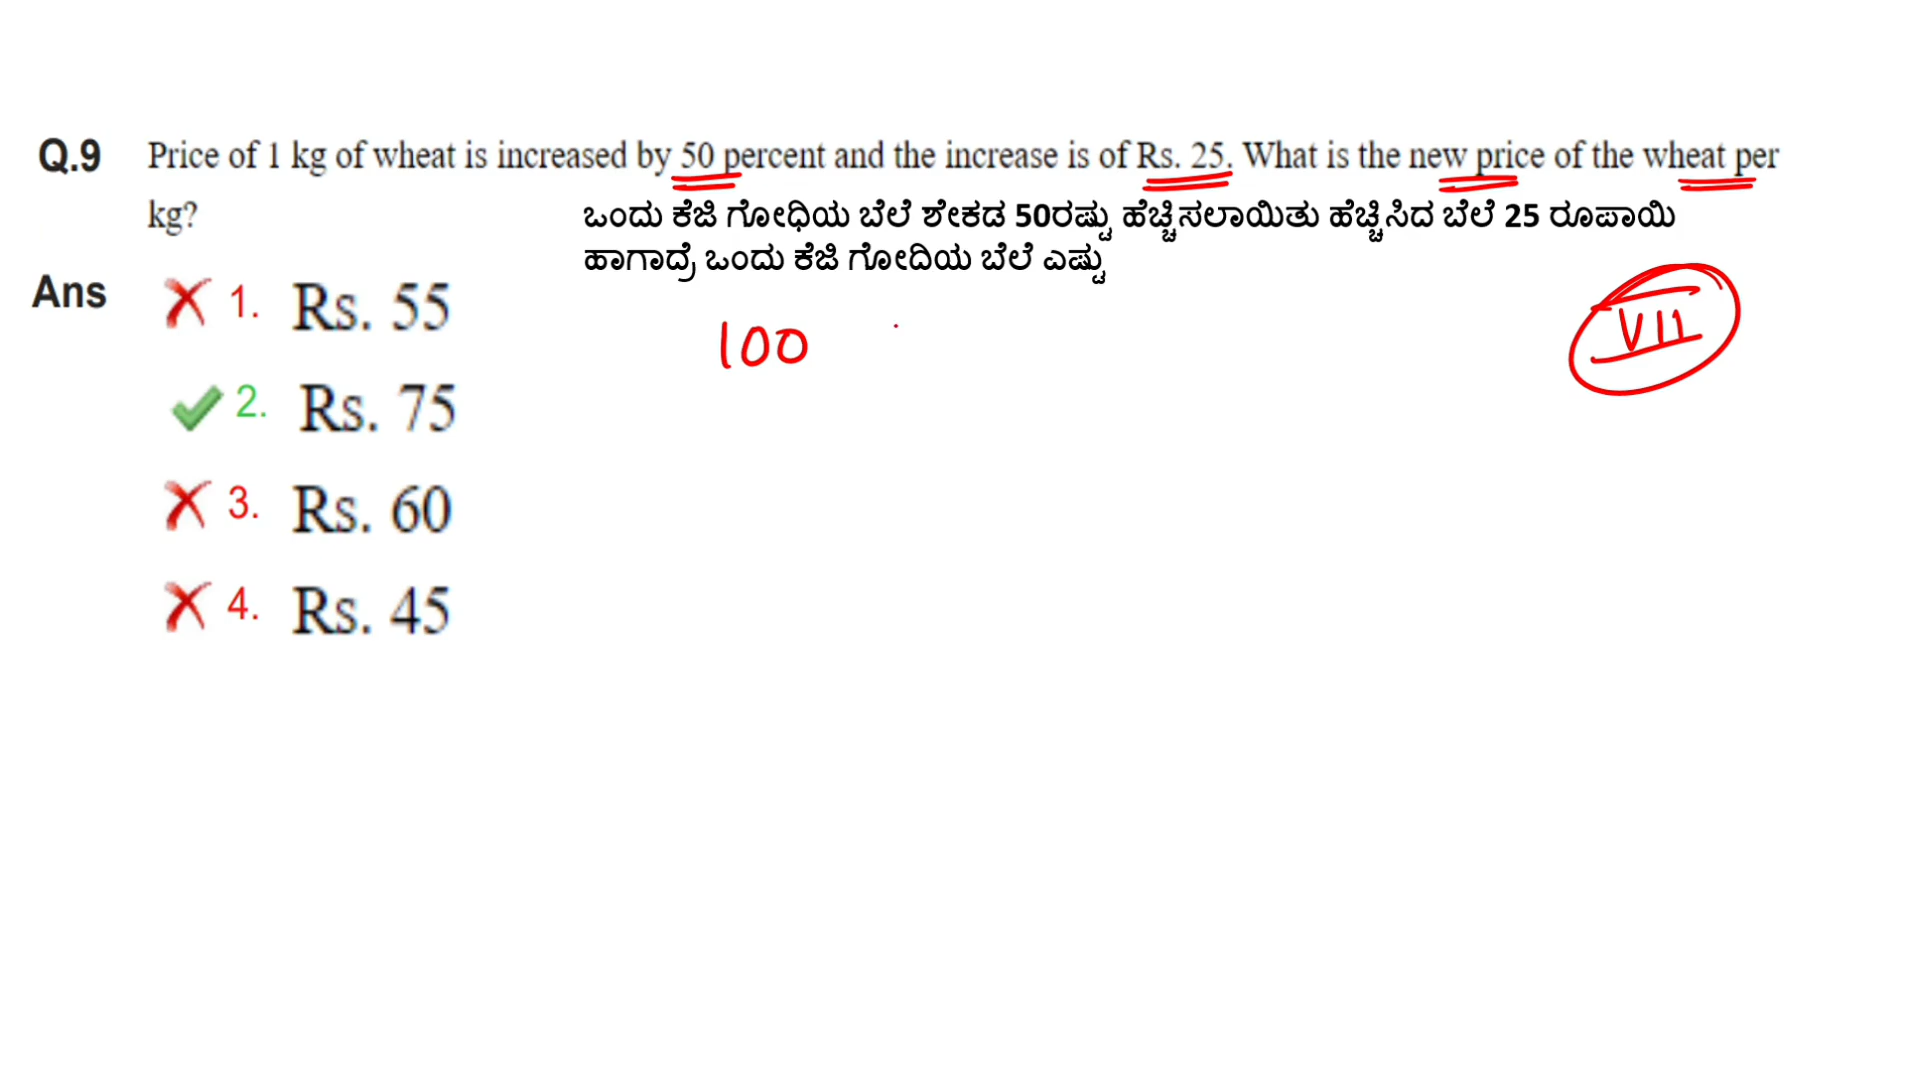 Q.9 Price of 1 kg of wheat is increased by 50 percent and the increase is of Rs. 25. What is the new price of the wheat per
kg?
ಒಂದು ಕೆಜಿ ಗೋಧಿಯ ಬೆಲೆ ಶೇಕಡ 50ರಷ್ಟು ಹೆಚ್ಚಿಸಲಾಯಿತು ಹೆಚ್ಚಿಸಿದ ಬೆಲೆ 25 ರೂಪಾಯಿ
ಹಾಗಾದ್ರೆ ಒಂದು ಕೆಜಿ ಗೋದಿಯ ಬೆಲೆ ಎಷ್ಟು
Ans 1. Rs. 55
2. Rs. 75
3. Rs. 60
4. Rs. 45
100
VII